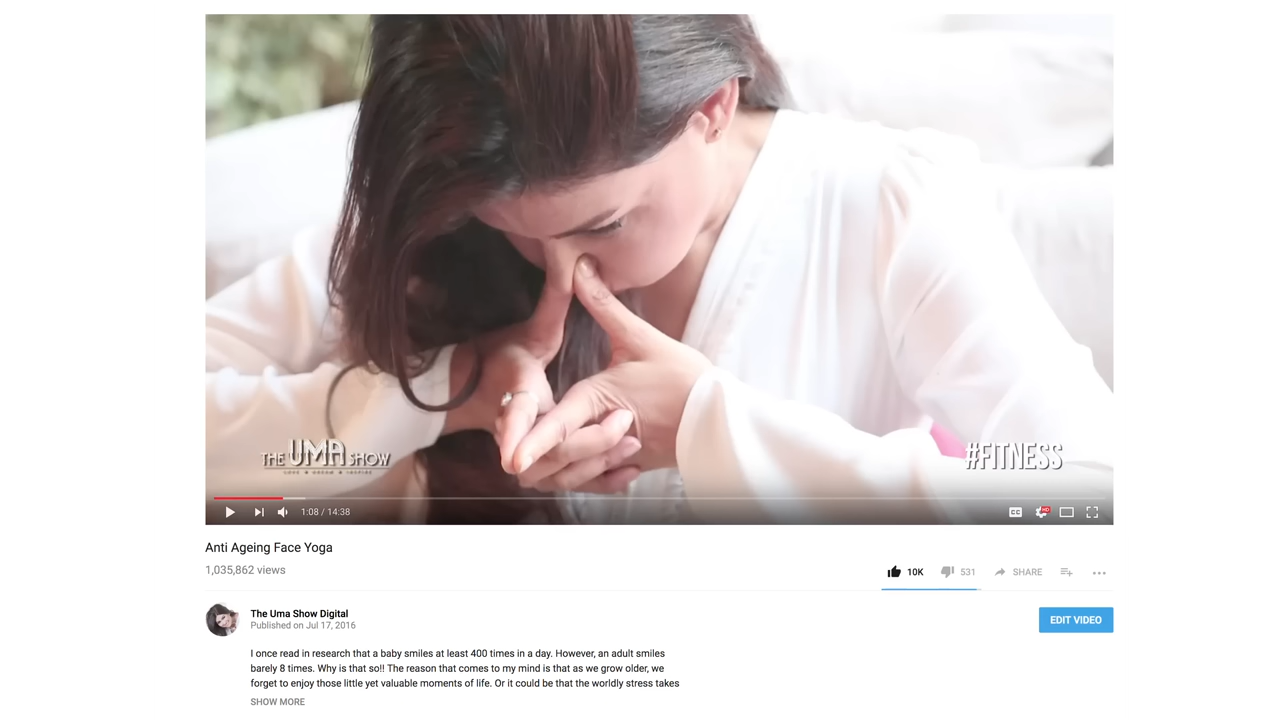 THE UMA SHOW
#FITNESS
1:08 / 14:38
CC
HD
Anti Ageing Face Yoga
1,035,862 views
10K
531
SHARE
The Uma Show Digital
Published on Jul 17, 2016
EDIT VIDEO
I once read in research that a baby smiles at least 400 times in a day. However, an adult smiles
barely 8 times. Why is that so!! The reason that comes to my mind is that as we grow older, we
forget to enjoy those little yet valuable moments of life. Or it could be that the worldly stress takes
SHOW MORE